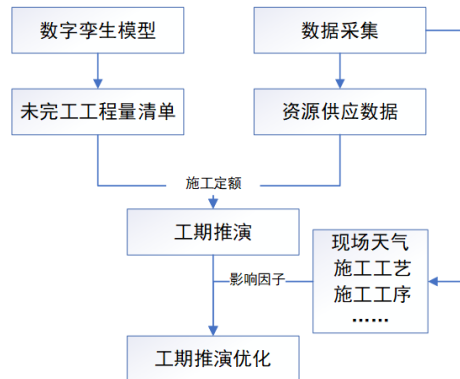 数字孪生模型
数据采集
未完工工程量清单
资源供应数据
施工定额
工期推演
现场天气
施工工艺
施工工序
……
影响因子
工期推演优化